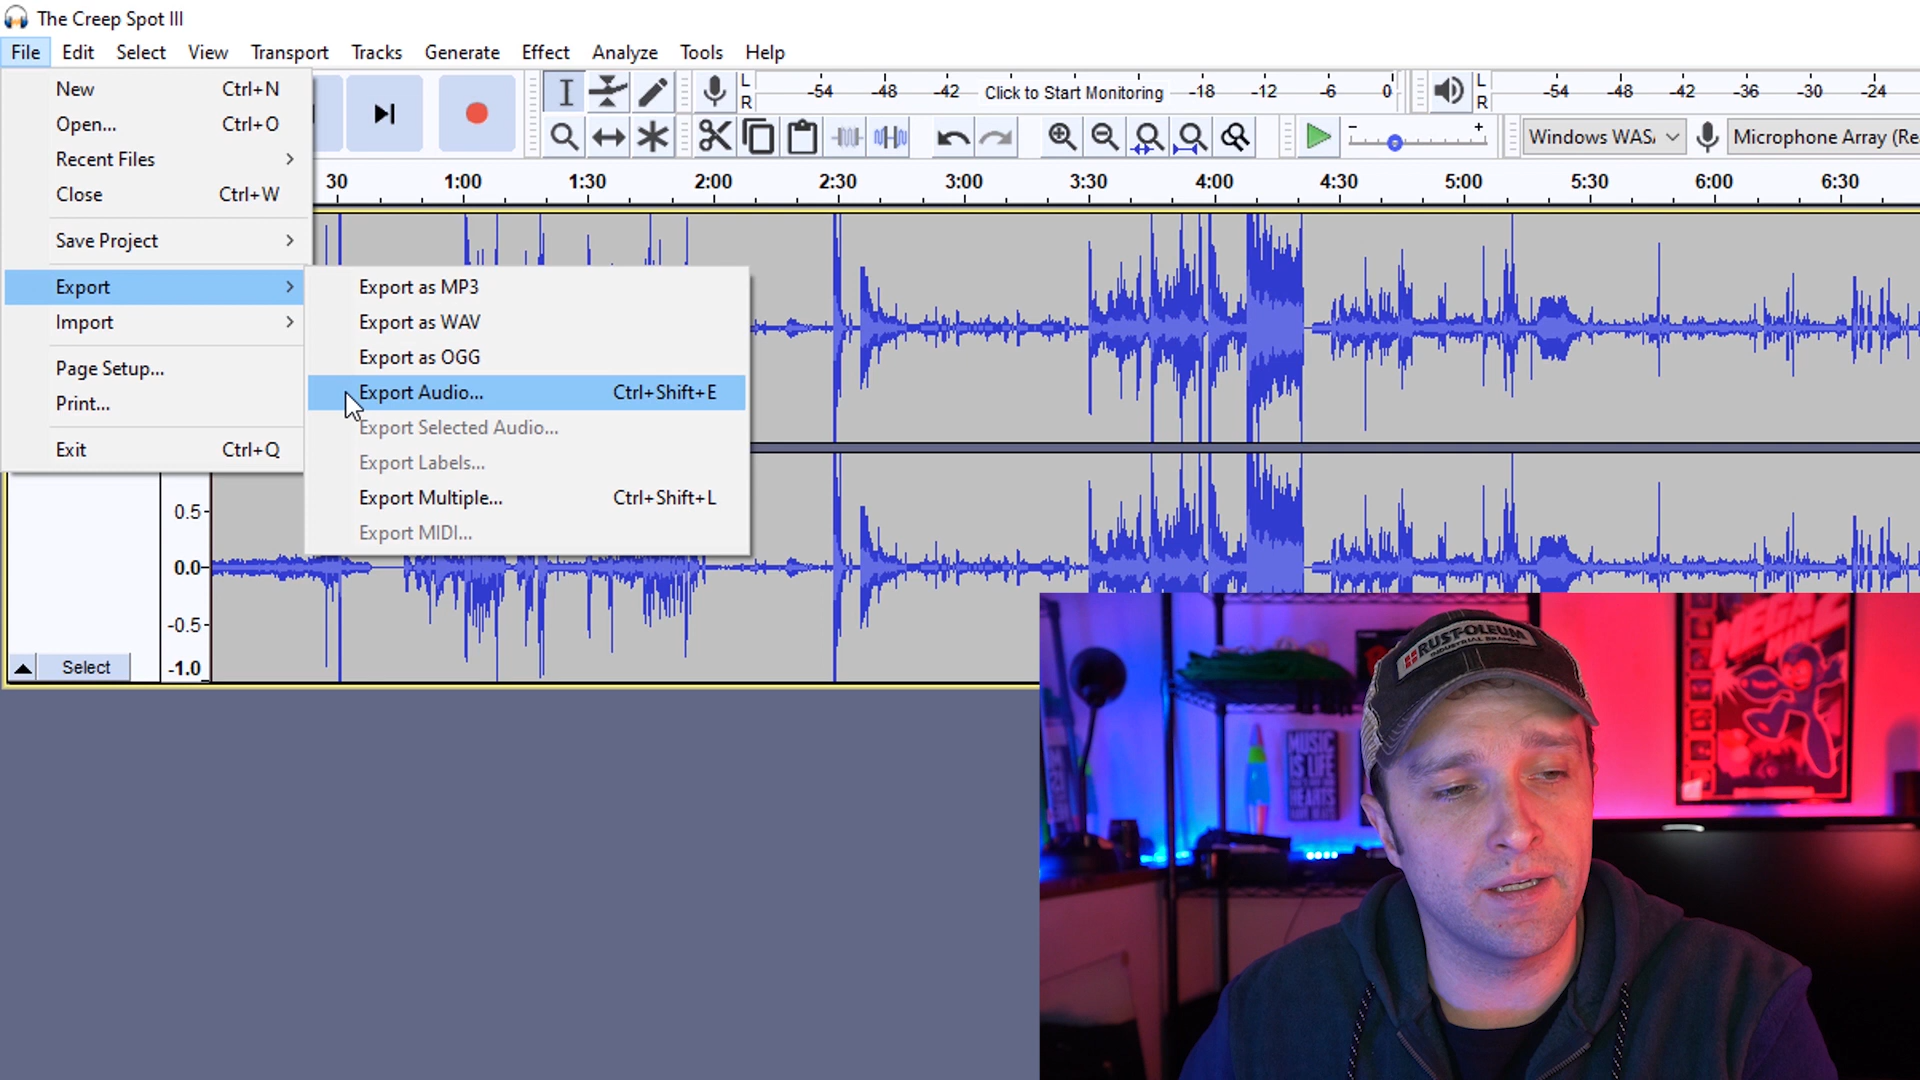 The Creep Spot III
File Edit Select View Transport Tracks Generate Effect Analyze Tools Help
New Ctrl+N
Open... Ctrl+O
Recent Files
Close Ctrl+W
Save Project
Export
Import
Page Setup...
Print...
Exit Ctrl+Q
Export as MP3
Export as WAV
Export as OGG
Export Audio... Ctrl+Shift+E
Export Selected Audio...
Export Labels...
Export Multiple... Ctrl+Shift+L
Export MIDI...
L
R
-54 -48 -42 Click to Start Monitoring -18 -12 -6 0
L
R
-54 -48 -42 -36 -30 -24
- +
Windows WAS
Microphone Array (Re
30 1:00 1:30 2:00 2:30 3:00 3:30 4:00 4:30 5:00 5:30 6:00 6:30
0.5
0.0
-0.5
-1.0
Select
RUST-OLEUM
INDUSTRIAL BRANDS
MUSIC
IS LIFE
HEARTS